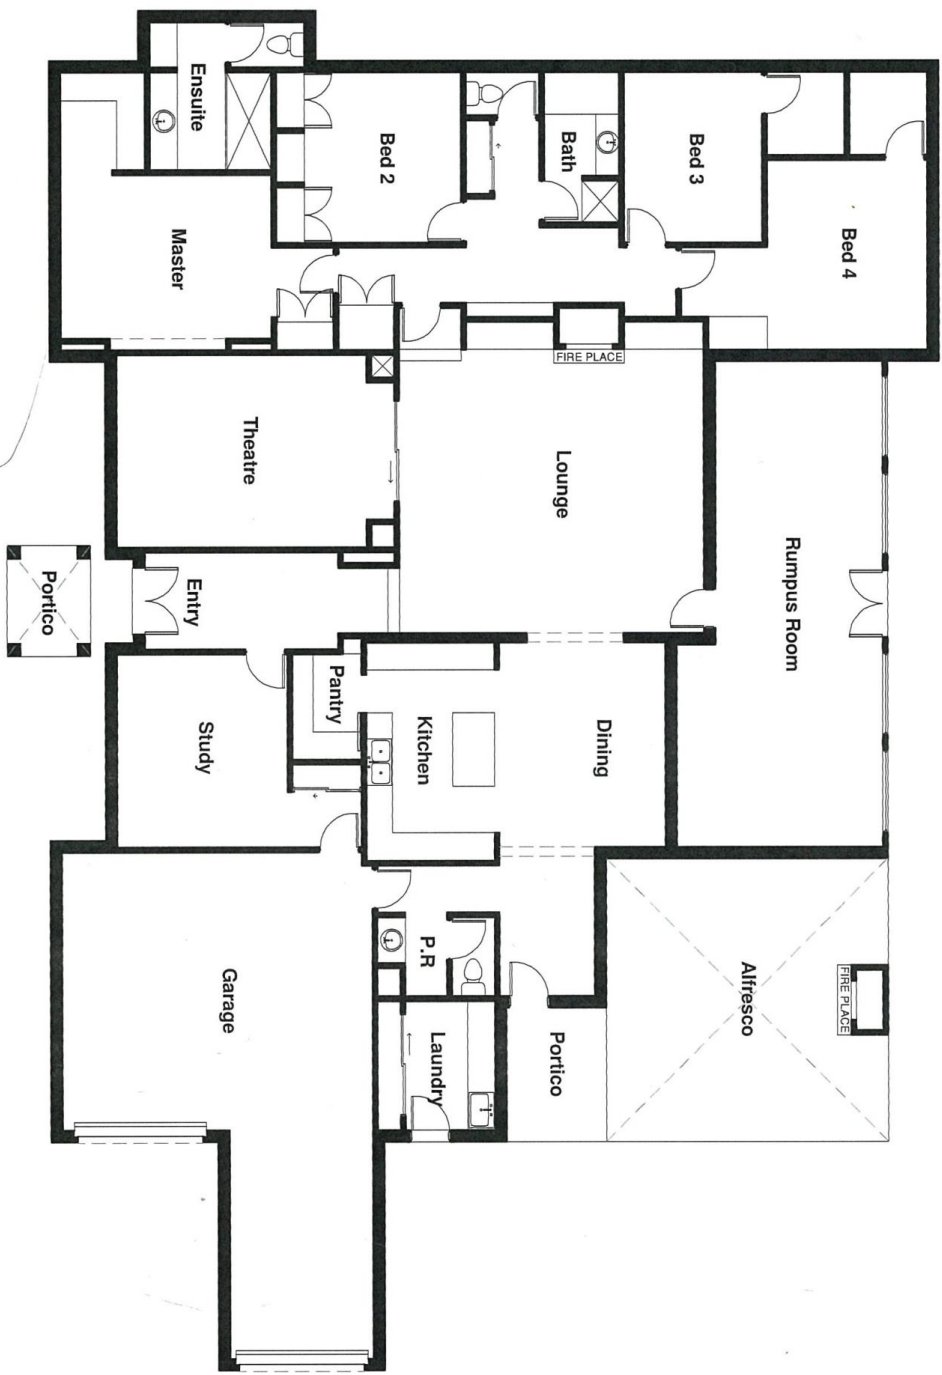 Ensuite
Bed 2
Bath
Bed 3
Bed 4
Master
FIRE PLACE
Theatre
Lounge
Rumpus Room
Portico
Entry
Pantry
Study
Kitchen
Dining
P.R
Garage
Laundry
Portico
Alfresco
FIRE PLACE